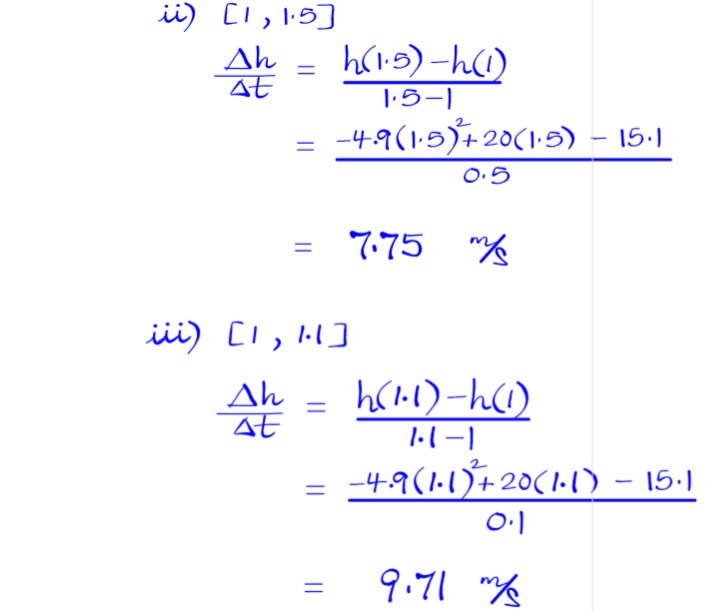 ii) [1, 1.5]
Δh/Δt = h(1.5) - h(1) / 1.5 - 1
= -4.9(1.5)² + 20(1.5) - 15.1 / 0.5
= 7.75 m/s
iii) [1, 1.1]
Δh/Δt = h(1.1) - h(1) / 1.1 - 1
= -4.9(1.1)² + 20(1.1) - 15.1 / 0.1
= 9.71 m/s